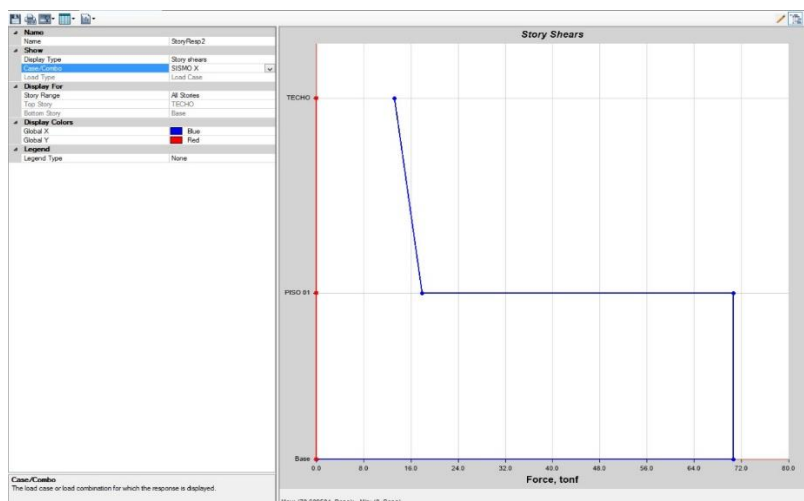 Name
Name StoryResp2
Show
Display Type Story shears
Case/Combo SISMO X
Load Type Load Case
Display For
Story Range All Stories
Top Story TECHO
Bottom Story Base
Display Colors
Global X Blue
Global Y Red
Legend
Legend Type None
Case/Combo
The load case or load combination for which the response is displayed.
Story Shears
TECHO
PISO 01
Base
0.0 8.0 16.0 24.0 32.0 40.0 48.0 56.0 64.0 72.0 80.0
Force, tonf